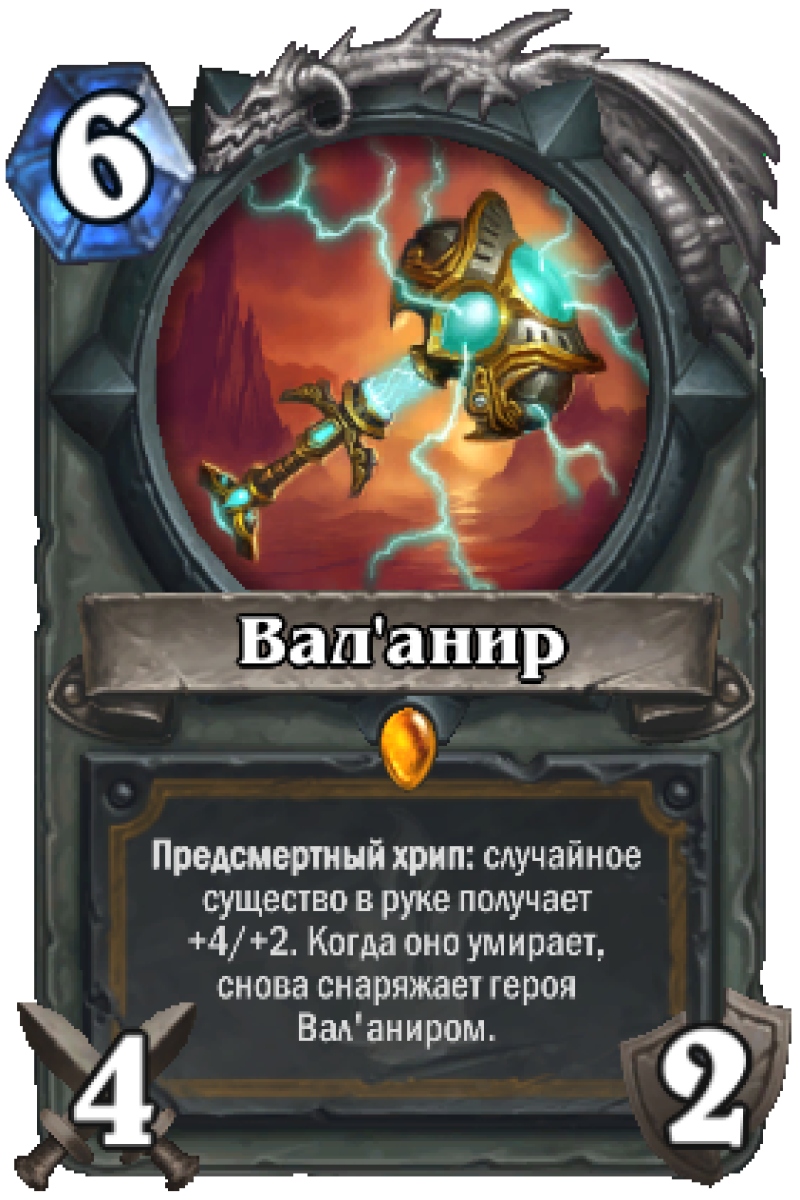 6
Вал'анир
Предсмертный хрип: случайное
существо в руке получает
+4/+2. Когда оно умирает,
снова снаряжает героя
Вал'аниром.
4
2